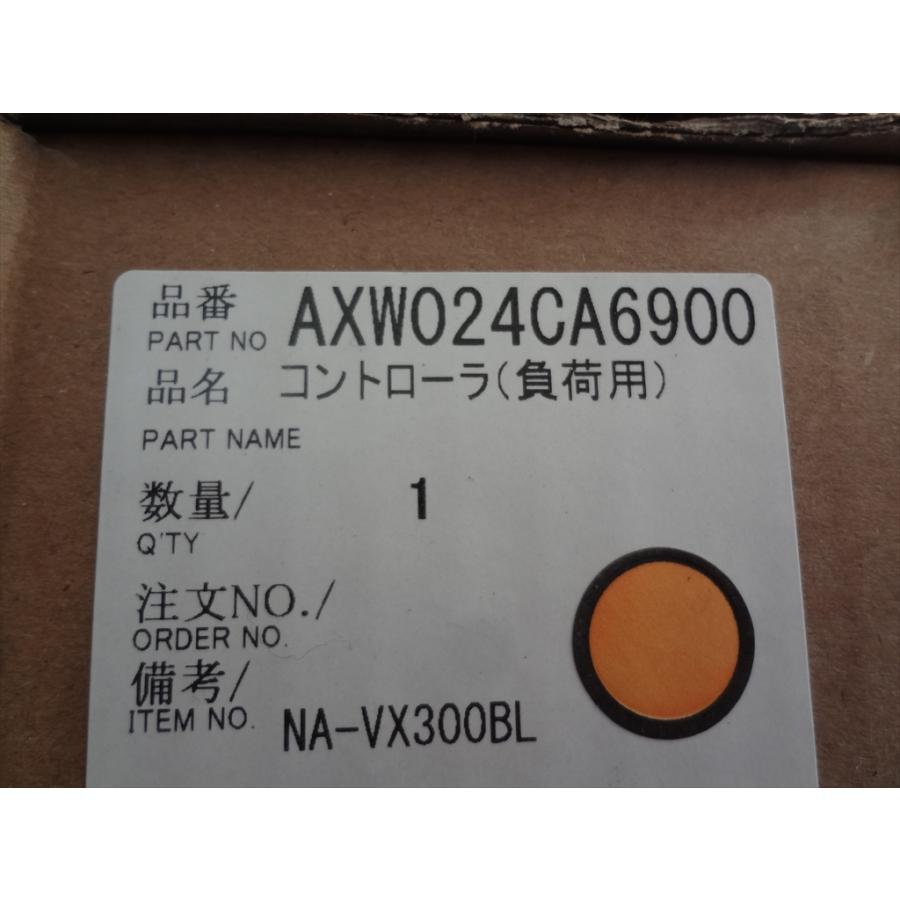 品番 AXW024CA6900
PART NO
品名 コントローラ(負荷用)
PART NAME
数量/ 1
Q'TY
注文NO./
ORDER NO.
備考/
ITEM NO. NA-VX300BL